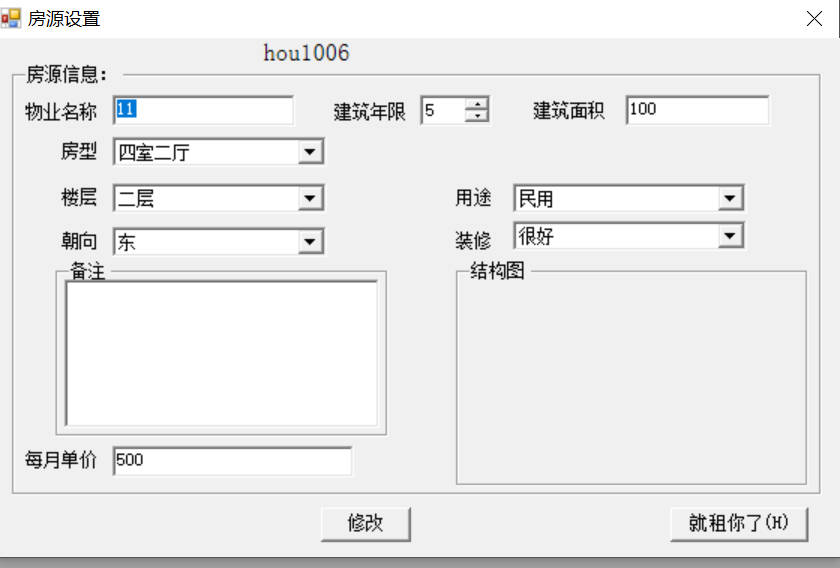 房源设置
hou1006
房源信息：
物业名称 11 建筑年限 5 建筑面积 100
房型 四室二厅
楼层 二层 用途 民用
朝向 东 装修 很好
备注 结构图
每月单价 500
修改 就租你了(H)